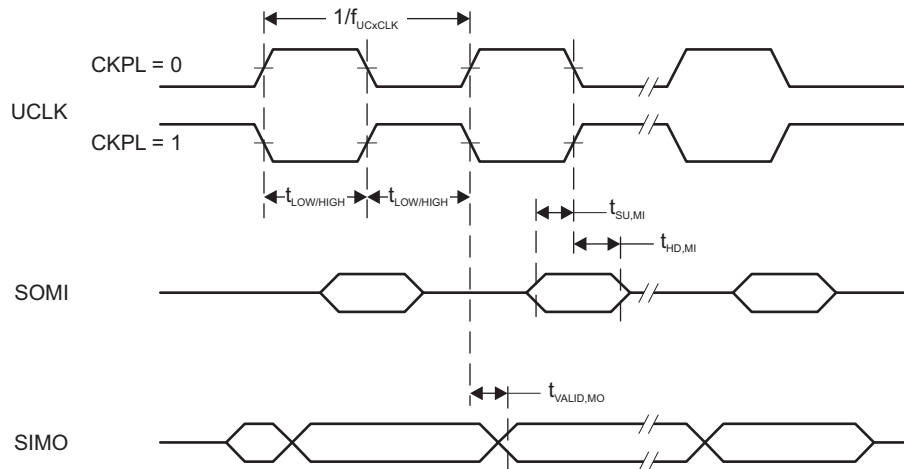 1/fUCxCLK
CKPL = 0
UCLK
CKPL = 1
tLOW/HIGH tLOW/HIGH
tSU,MI
tHD,MI
SOMI
tVALID,MO
SIMO